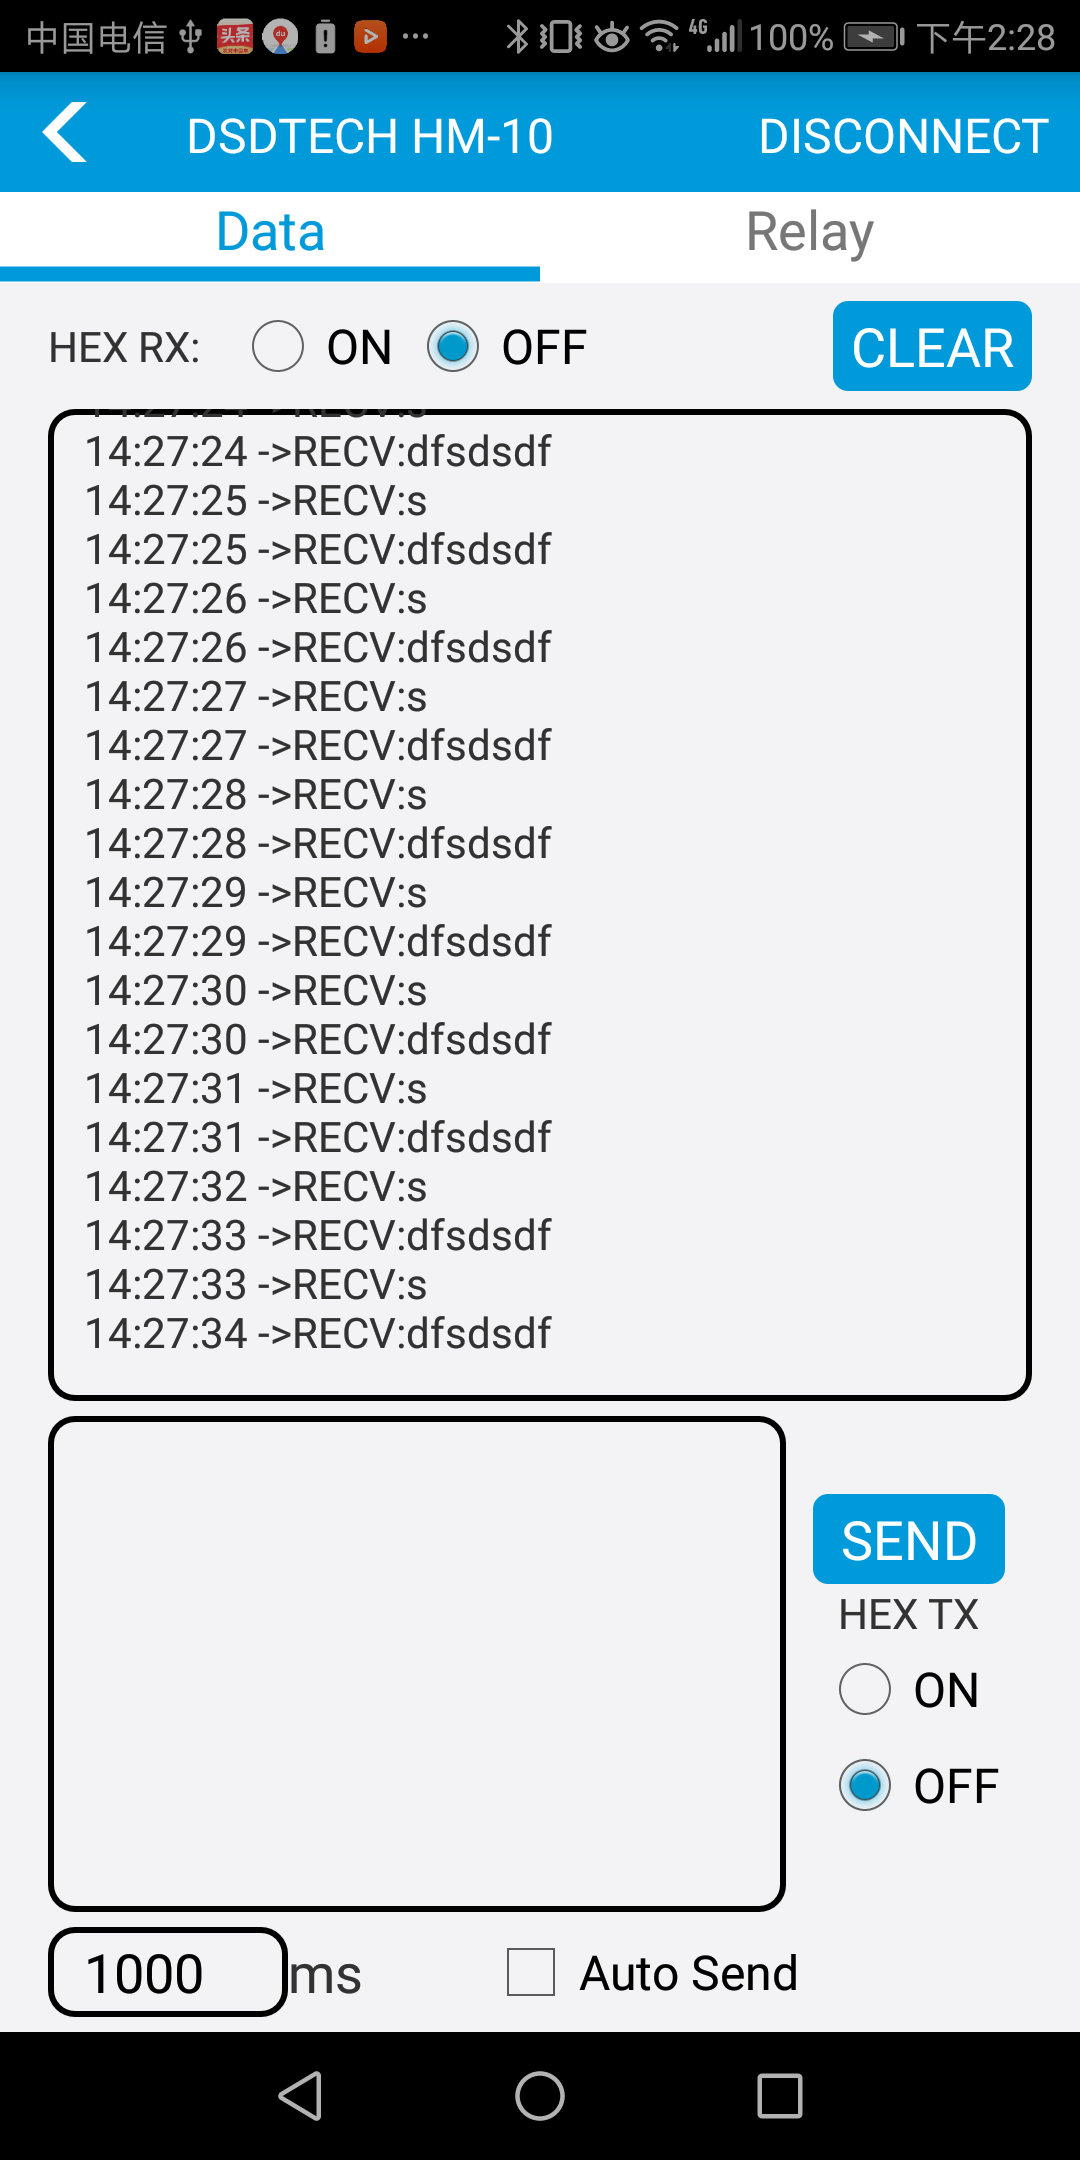 中国电信 头条 4G 100% 下午2:28
DSDTECH HM-10 DISCONNECT
Data Relay
HEX RX: ON OFF CLEAR
14:27:24 ->RECV:s
14:27:24 ->RECV:dfsdsdf
14:27:25 ->RECV:s
14:27:25 ->RECV:dfsdsdf
14:27:26 ->RECV:s
14:27:26 ->RECV:dfsdsdf
14:27:27 ->RECV:s
14:27:27 ->RECV:dfsdsdf
14:27:28 ->RECV:s
14:27:28 ->RECV:dfsdsdf
14:27:29 ->RECV:s
14:27:29 ->RECV:dfsdsdf
14:27:30 ->RECV:s
14:27:30 ->RECV:dfsdsdf
14:27:31 ->RECV:s
14:27:31 ->RECV:dfsdsdf
14:27:32 ->RECV:s
14:27:33 ->RECV:dfsdsdf
14:27:33 ->RECV:s
14:27:34 ->RECV:dfsdsdf
SEND
HEX TX
ON
OFF
1000 ms Auto Send